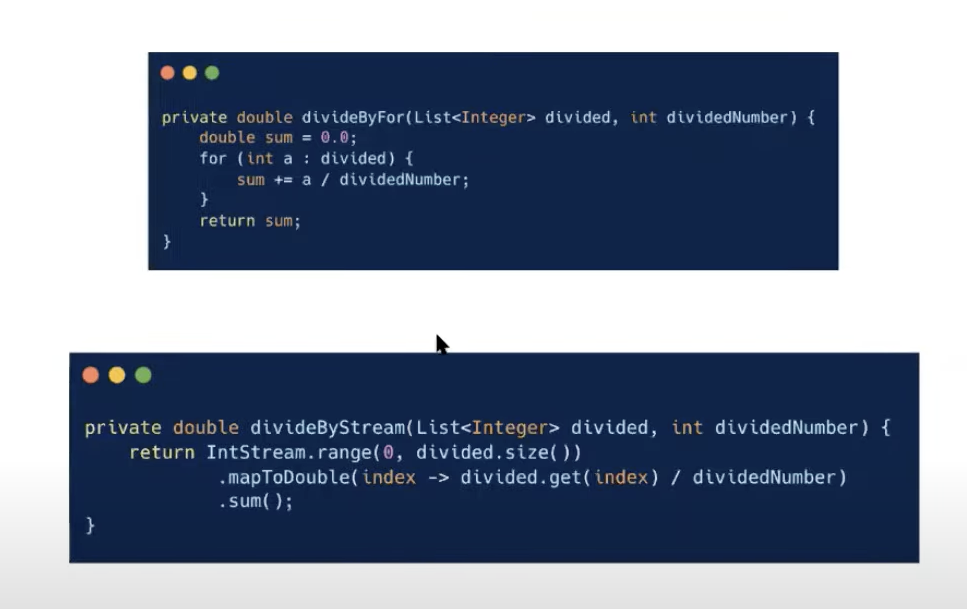 private double divideByFor(List<Integer> divided, int dividedNumber) {
    double sum = 0.0;
    for (int a : divided) {
        sum += a / dividedNumber;
    }
    return sum;
}
private double divideByStream(List<Integer> divided, int dividedNumber) {
    return IntStream.range(0, divided.size())
            .mapToDouble(index -> divided.get(index) / dividedNumber)
            .sum();
}